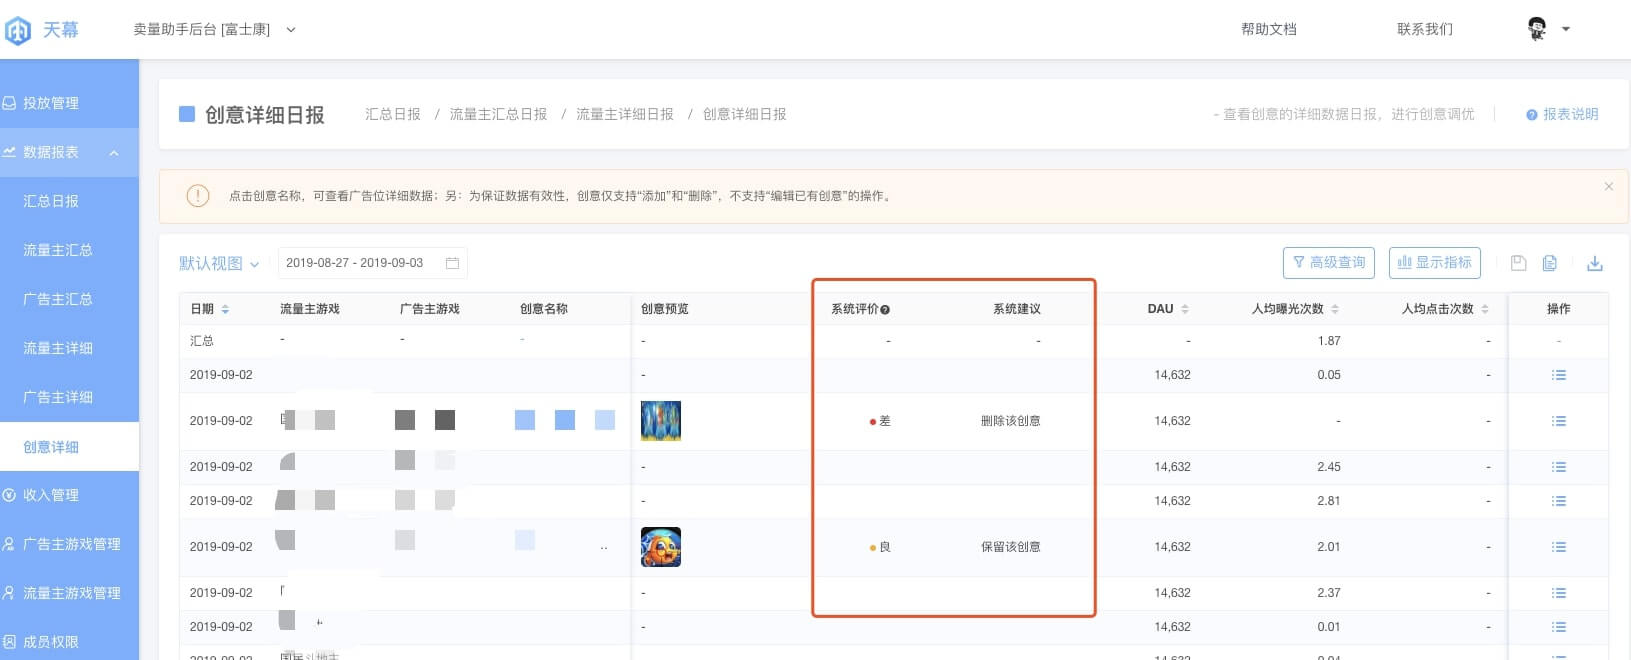 天幕
卖量助手后台 [富士康]
帮助文档
联系我们
投放管理
数据报表
汇总日报
流量主汇总
广告主汇总
流量主详细
广告主详细
创意详细
收入管理
广告主游戏管理
流量主游戏管理
成员权限
创意详细日报
汇总日报 / 流量主汇总日报 / 流量主详细日报 / 创意详细日报
- 查看创意的详细数据日报，进行创意调优
报表说明
点击创意名称，可查看广告位详细数据；另：为保证数据有效性，创意仅支持“添加”和“删除”，不支持“编辑已有创意”的操作。
默认视图
2019-08-27 - 2019-09-03
高级查询
显示指标
日期 流量主游戏 广告主游戏 创意名称 创意预览 系统评价 系统建议 DAU 人均曝光次数 人均点击次数 操作
汇总 - - - - - - - 1.87 - -
2019-09-02 - 14,632 0.05 -
2019-09-02 差 删除该创意 14,632 - -
2019-09-02 - 14,632 2.45 -
2019-09-02 - 14,632 2.81 -
2019-09-02 .. 良 保留该创意 14,632 2.01 -
2019-09-02 - 14,632 2.37 -
2019-09-02 - 14,632 0.01 -
2019-09-02 - 14,632 0.04 -